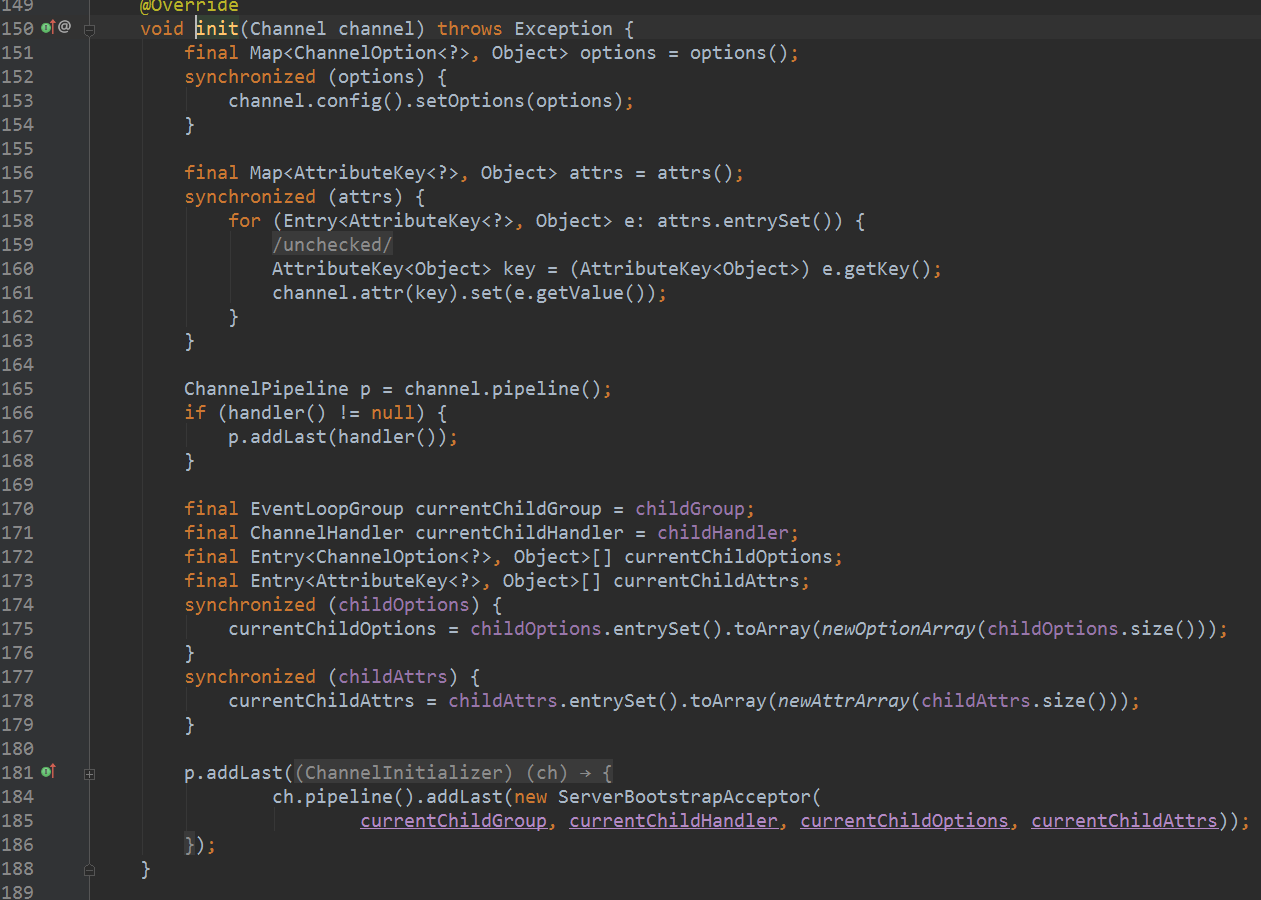 149 @Override
150 @ void init(Channel channel) throws Exception {
151 final Map<ChannelOption<?>, Object> options = options();
152 synchronized (options) {
153 channel.config().setOptions(options);
154 }
155
156 final Map<AttributeKey<?>, Object> attrs = attrs();
157 synchronized (attrs) {
158 for (Entry<AttributeKey<?>, Object> e: attrs.entrySet()) {
159 /unchecked/
160 AttributeKey<Object> key = (AttributeKey<Object>) e.getKey();
161 channel.attr(key).set(e.getValue());
162 }
163 }
164
165 ChannelPipeline p = channel.pipeline();
166 if (handler() != null) {
167 p.addLast(handler());
168 }
169
170 final EventLoopGroup currentChildGroup = childGroup;
171 final ChannelHandler currentChildHandler = childHandler;
172 final Entry<ChannelOption<?>, Object>[] currentChildOptions;
173 final Entry<AttributeKey<?>, Object>[] currentChildAttrs;
174 synchronized (childOptions) {
175 currentChildOptions = childOptions.entrySet().toArray(newOptionArray(childOptions.size()));
176 }
177 synchronized (childAttrs) {
178 currentChildAttrs = childAttrs.entrySet().toArray(newAttrArray(childAttrs.size()));
179 }
180
181 p.addLast((ChannelInitializer) (ch) → {
184 ch.pipeline().addLast(new ServerBootstrapAcceptor(
185 currentChildGroup, currentChildHandler, currentChildOptions, currentChildAttrs));
186 });
188 }
189